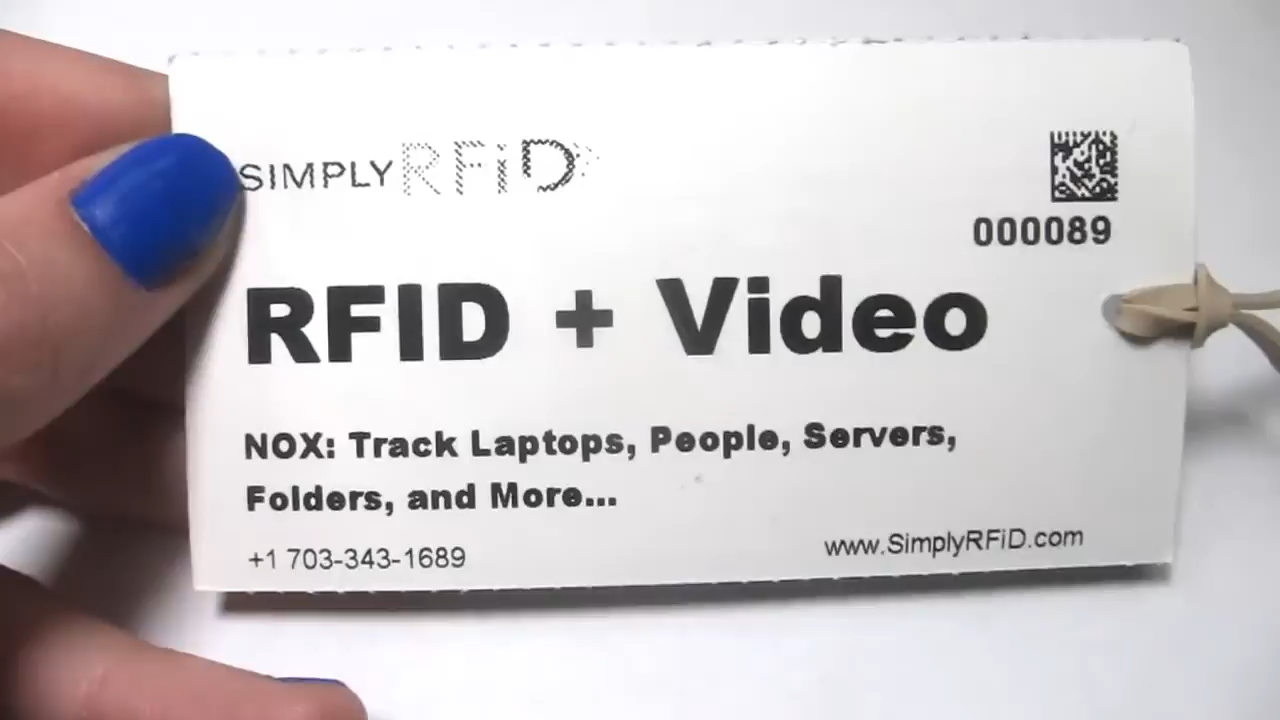 SIMPLYRFiD
000089
RFID + Video
NOX: Track Laptops, People, Servers,
Folders, and More...
+1 703-343-1689
www.SimplyRFiD.com